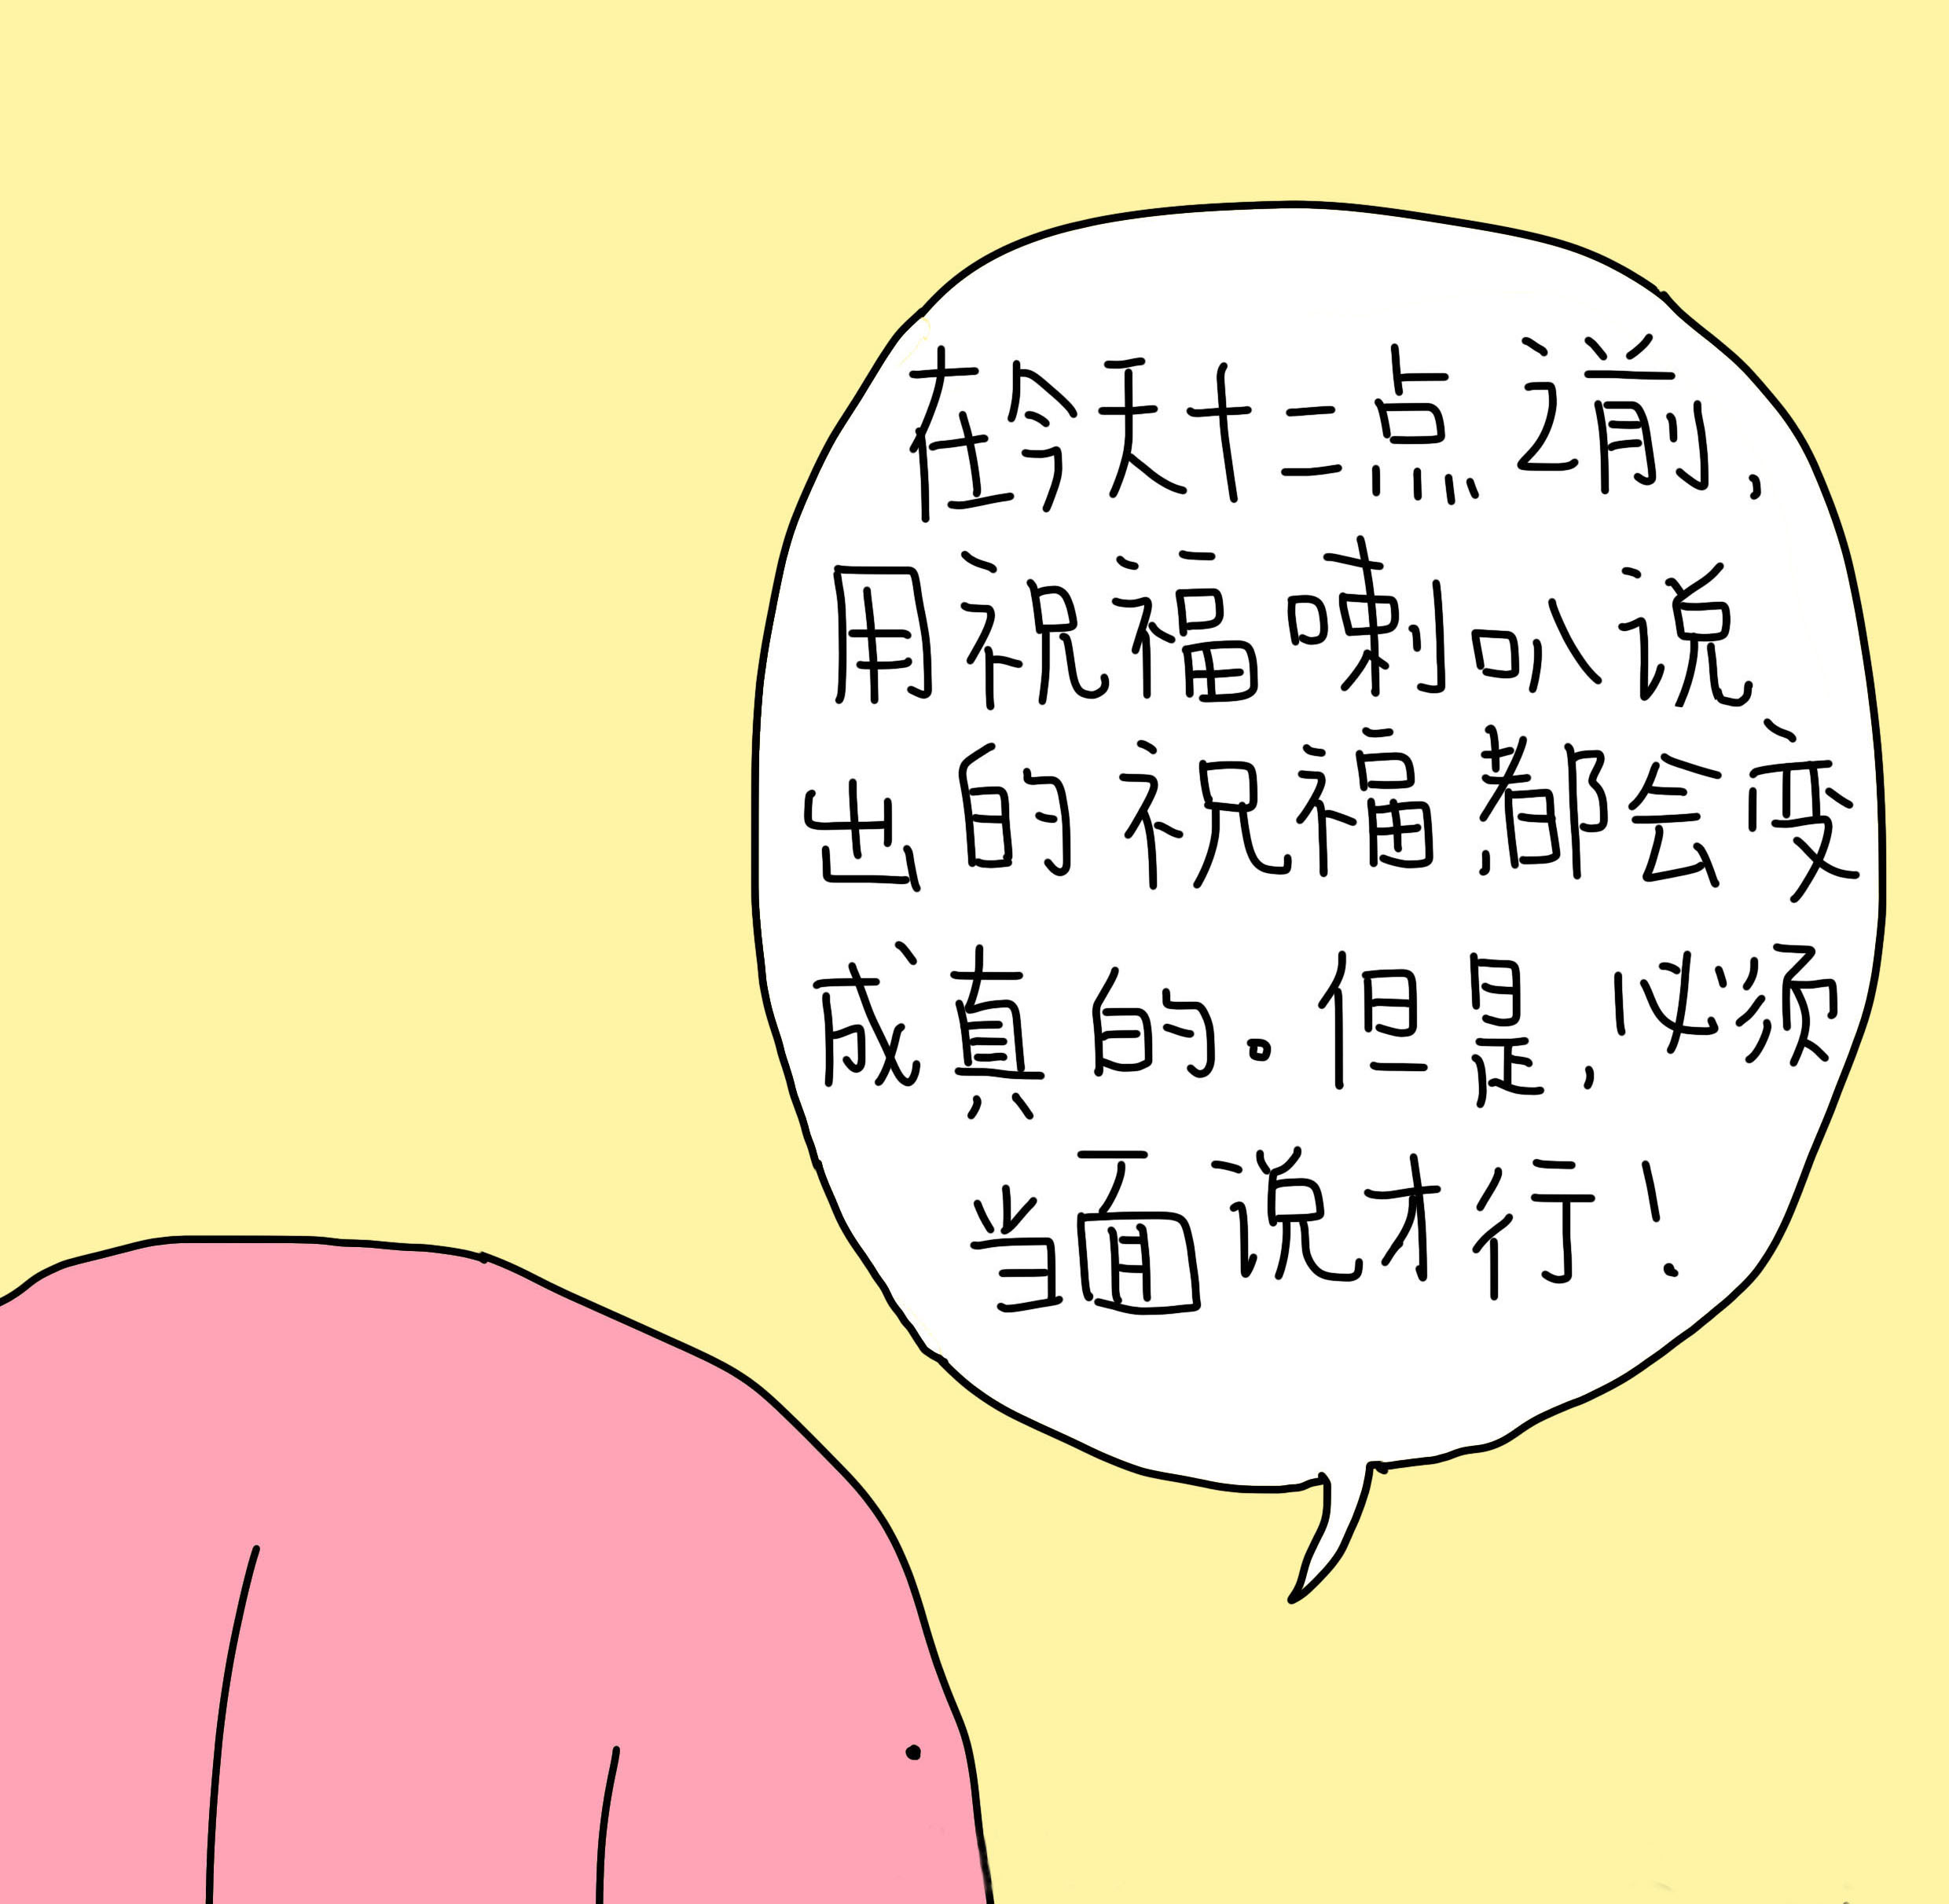 在今天十二点之前，
用祝福喇叭说
出的祝福都会变
成真的。但是，必须
当面说才行！